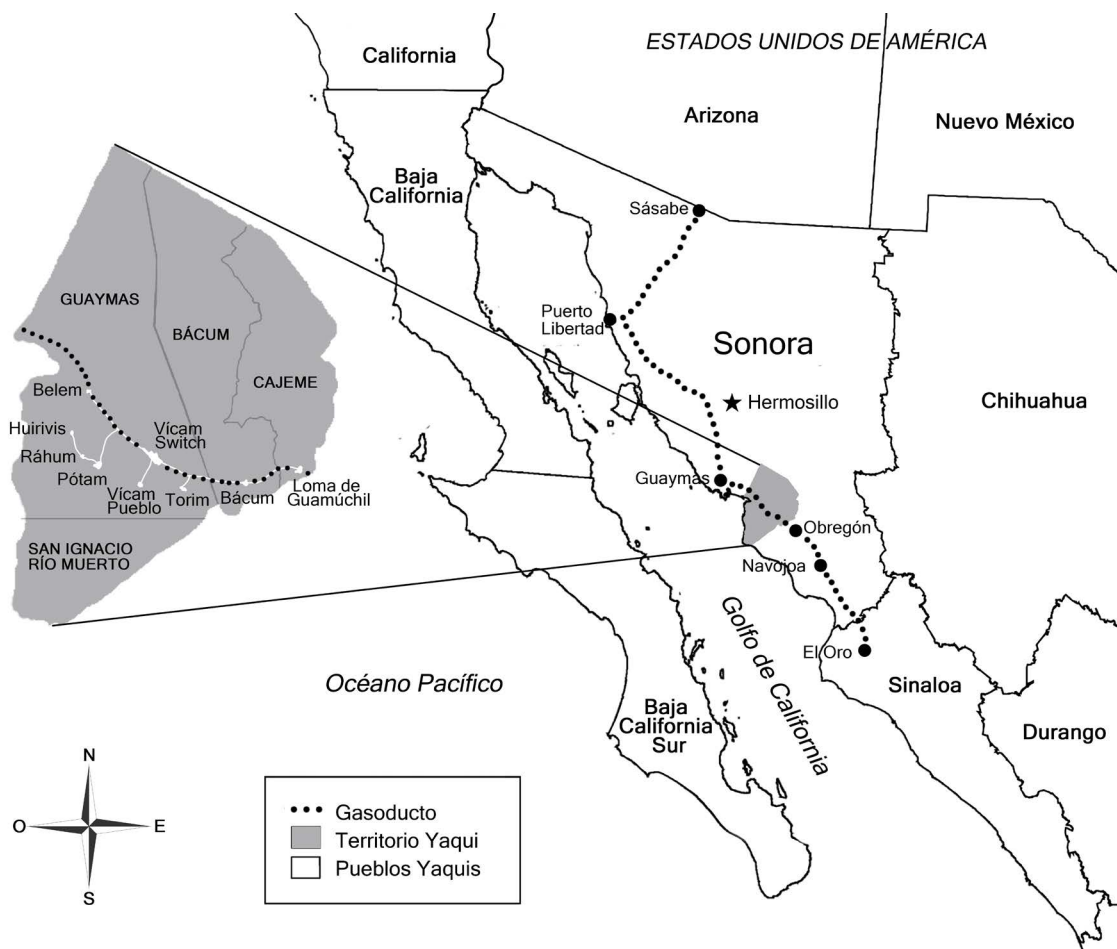 ESTADOS UNIDOS DE AMÉRICA
California
Arizona
Nuevo México
Baja
California
Sásabe
Puerto
Libertad
Sonora
Hermosillo
Chihuahua
Guaymas
Obregón
Navojoa
El Oro
Sinaloa
Durango
Golfo de California
Baja
California
Sur
Océano Pacífico
GUAYMAS
BÁCUM
CAJEME
Belem
Huirivis
Ráhum
Pótam
Vícam
Switch
Vícam
Pueblo
Torim
Bácum
Loma de
Guamúchil
SAN IGNACIO
RÍO MUERTO
N
O
E
S
Gasoducto
Territorio Yaqui
Pueblos Yaquis